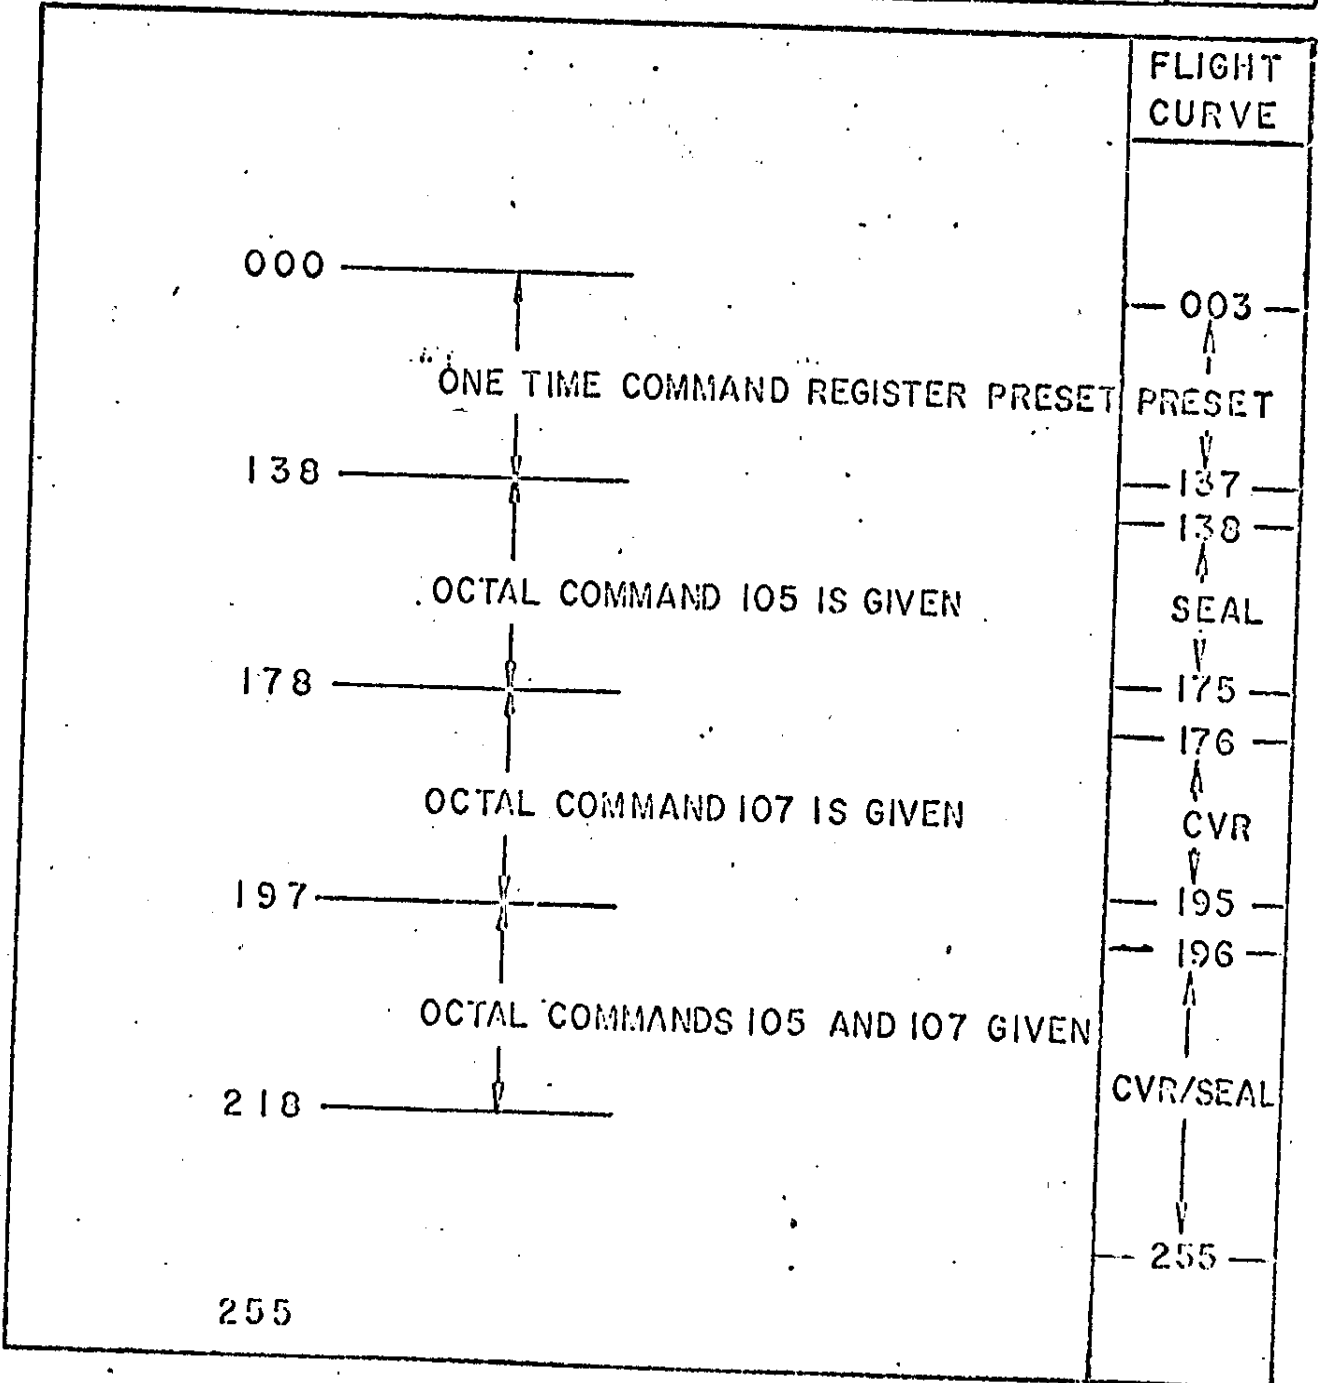 FLIGHT
CURVE
000
003
ONE TIME COMMAND REGISTER PRESET
PRESET
138
137
138
OCTAL COMMAND 105 IS GIVEN
SEAL
178
175
176
OCTAL COMMAND 107 IS GIVEN
CVR
197
195
196
OCTAL COMMANDS 105 AND 107 GIVEN
CVR/SEAL
218
255
255